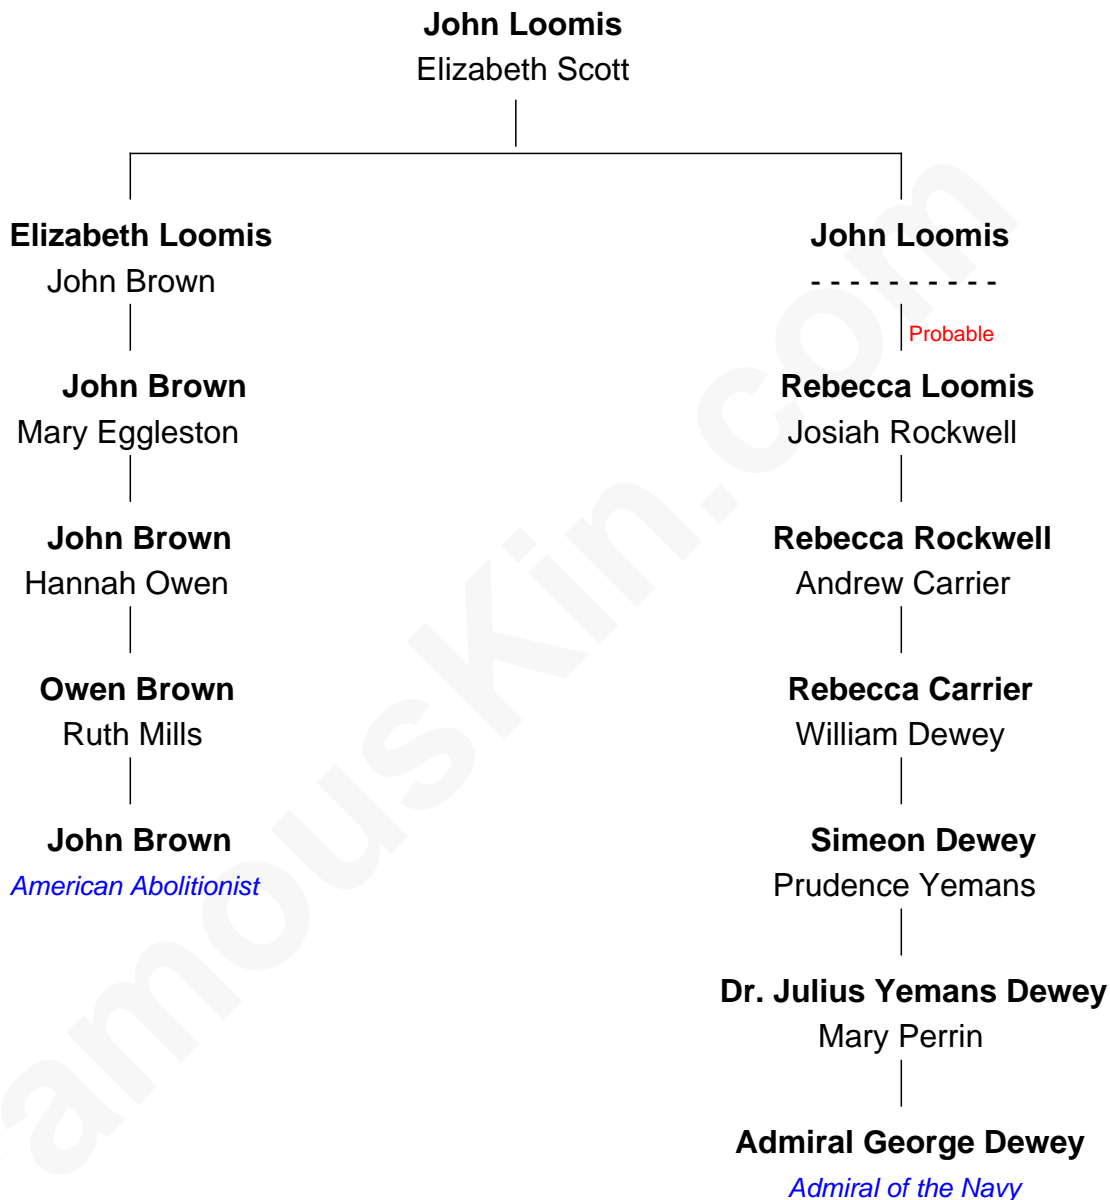 John Loomis
Elizabeth Scott
Elizabeth Loomis
John Brown
John Loomis
- - - - - - - - - -
Probable
John Brown
Mary Eggleston
Rebecca Loomis
Josiah Rockwell
John Brown
Hannah Owen
Rebecca Rockwell
Andrew Carrier
Owen Brown
Ruth Mills
Rebecca Carrier
William Dewey
John Brown
American Abolitionist
Simeon Dewey
Prudence Yemans
Dr. Julius Yemans Dewey
Mary Perrin
Admiral George Dewey
Admiral of the Navy
amousKin.com